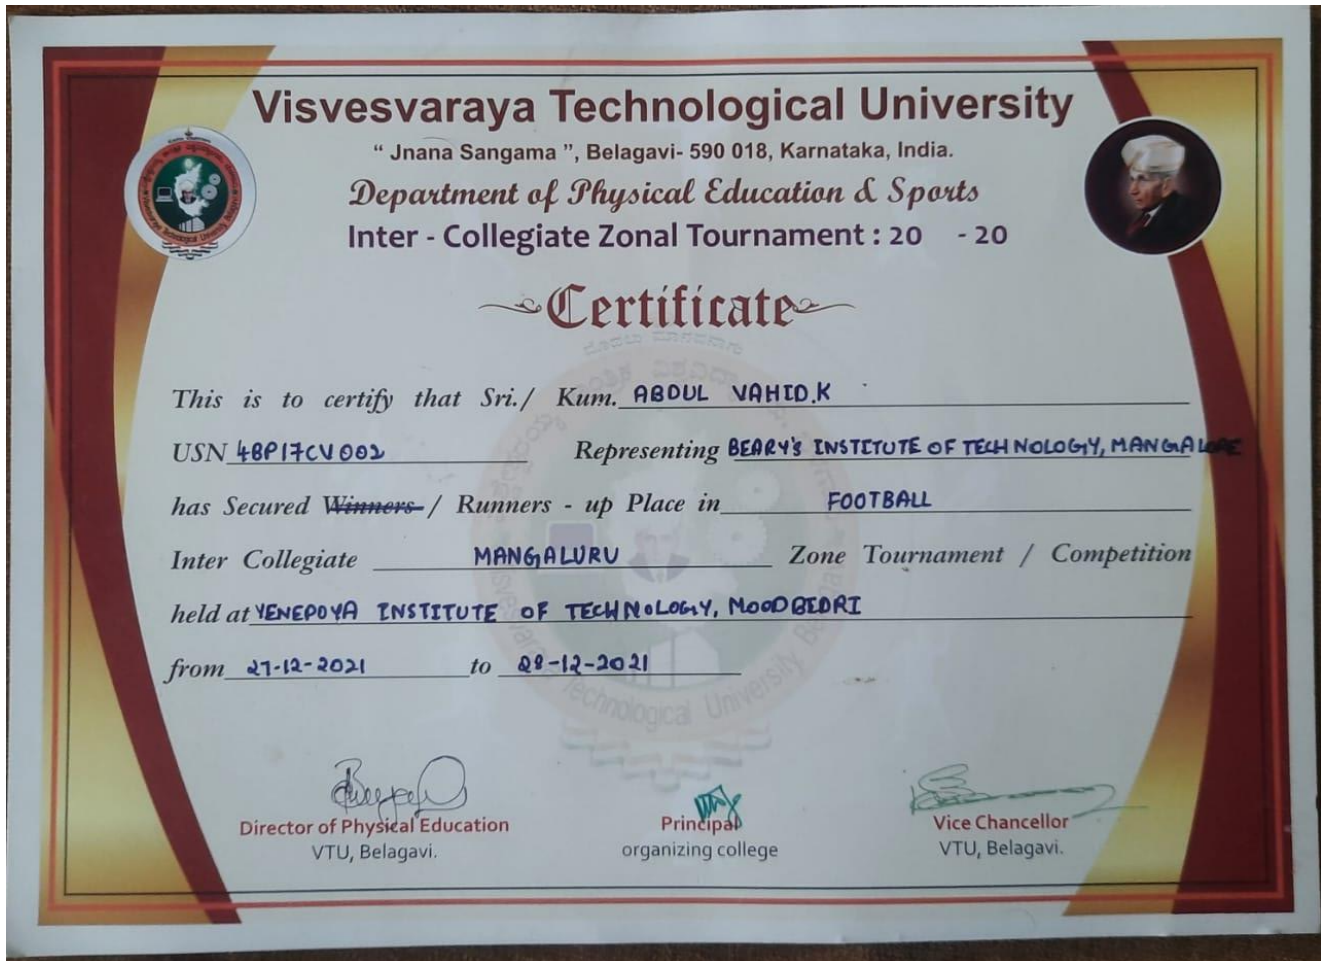 Visvesvaraya Technological University
“ Jnana Sangama ”, Belagavi- 590 018, Karnataka, India.
Department of Physical Education & Sports
Inter - Collegiate Zonal Tournament : 20 - 20
Certificate
This is to certify that Sri./ Kum. ABDUL VAHID.K
USN 4BP17CV002 Representing BEARY'S INSTITUTE OF TECHNOLOGY, MANGALORE
has Secured Winners / Runners - up Place in FOOTBALL
Inter Collegiate MANGALURU Zone Tournament / Competition
held at YENEPOYA INSTITUTE OF TECHNOLOGY, MOODBIDRI
from 27-12-2021 to 28-12-2021
Director of Physical Education
VTU, Belagavi.
Principal
organizing college
Vice Chancellor
VTU, Belagavi.